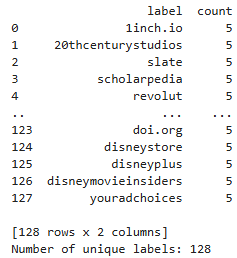 label count
0 1inch.io 5
1 20thcenturystudios 5
2 slate 5
3 scholarpedia 5
4 revolut 5
.. ... ...
123 doi.org 5
124 disneystore 5
125 disneyplus 5
126 disneymovieinsiders 5
127 youradchoices 5
[128 rows x 2 columns]
Number of unique labels: 128